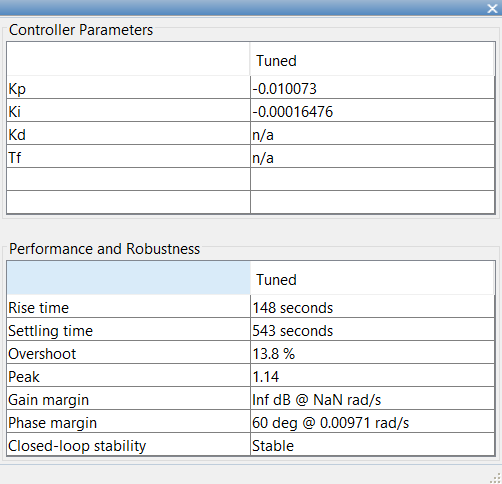 Controller Parameters
Tuned
Kp -0.010073
Ki -0.00016476
Kd n/a
Tf n/a
Performance and Robustness
Tuned
Rise time 148 seconds
Settling time 543 seconds
Overshoot 13.8 %
Peak 1.14
Gain margin Inf dB @ NaN rad/s
Phase margin 60 deg @ 0.00971 rad/s
Closed-loop stability Stable